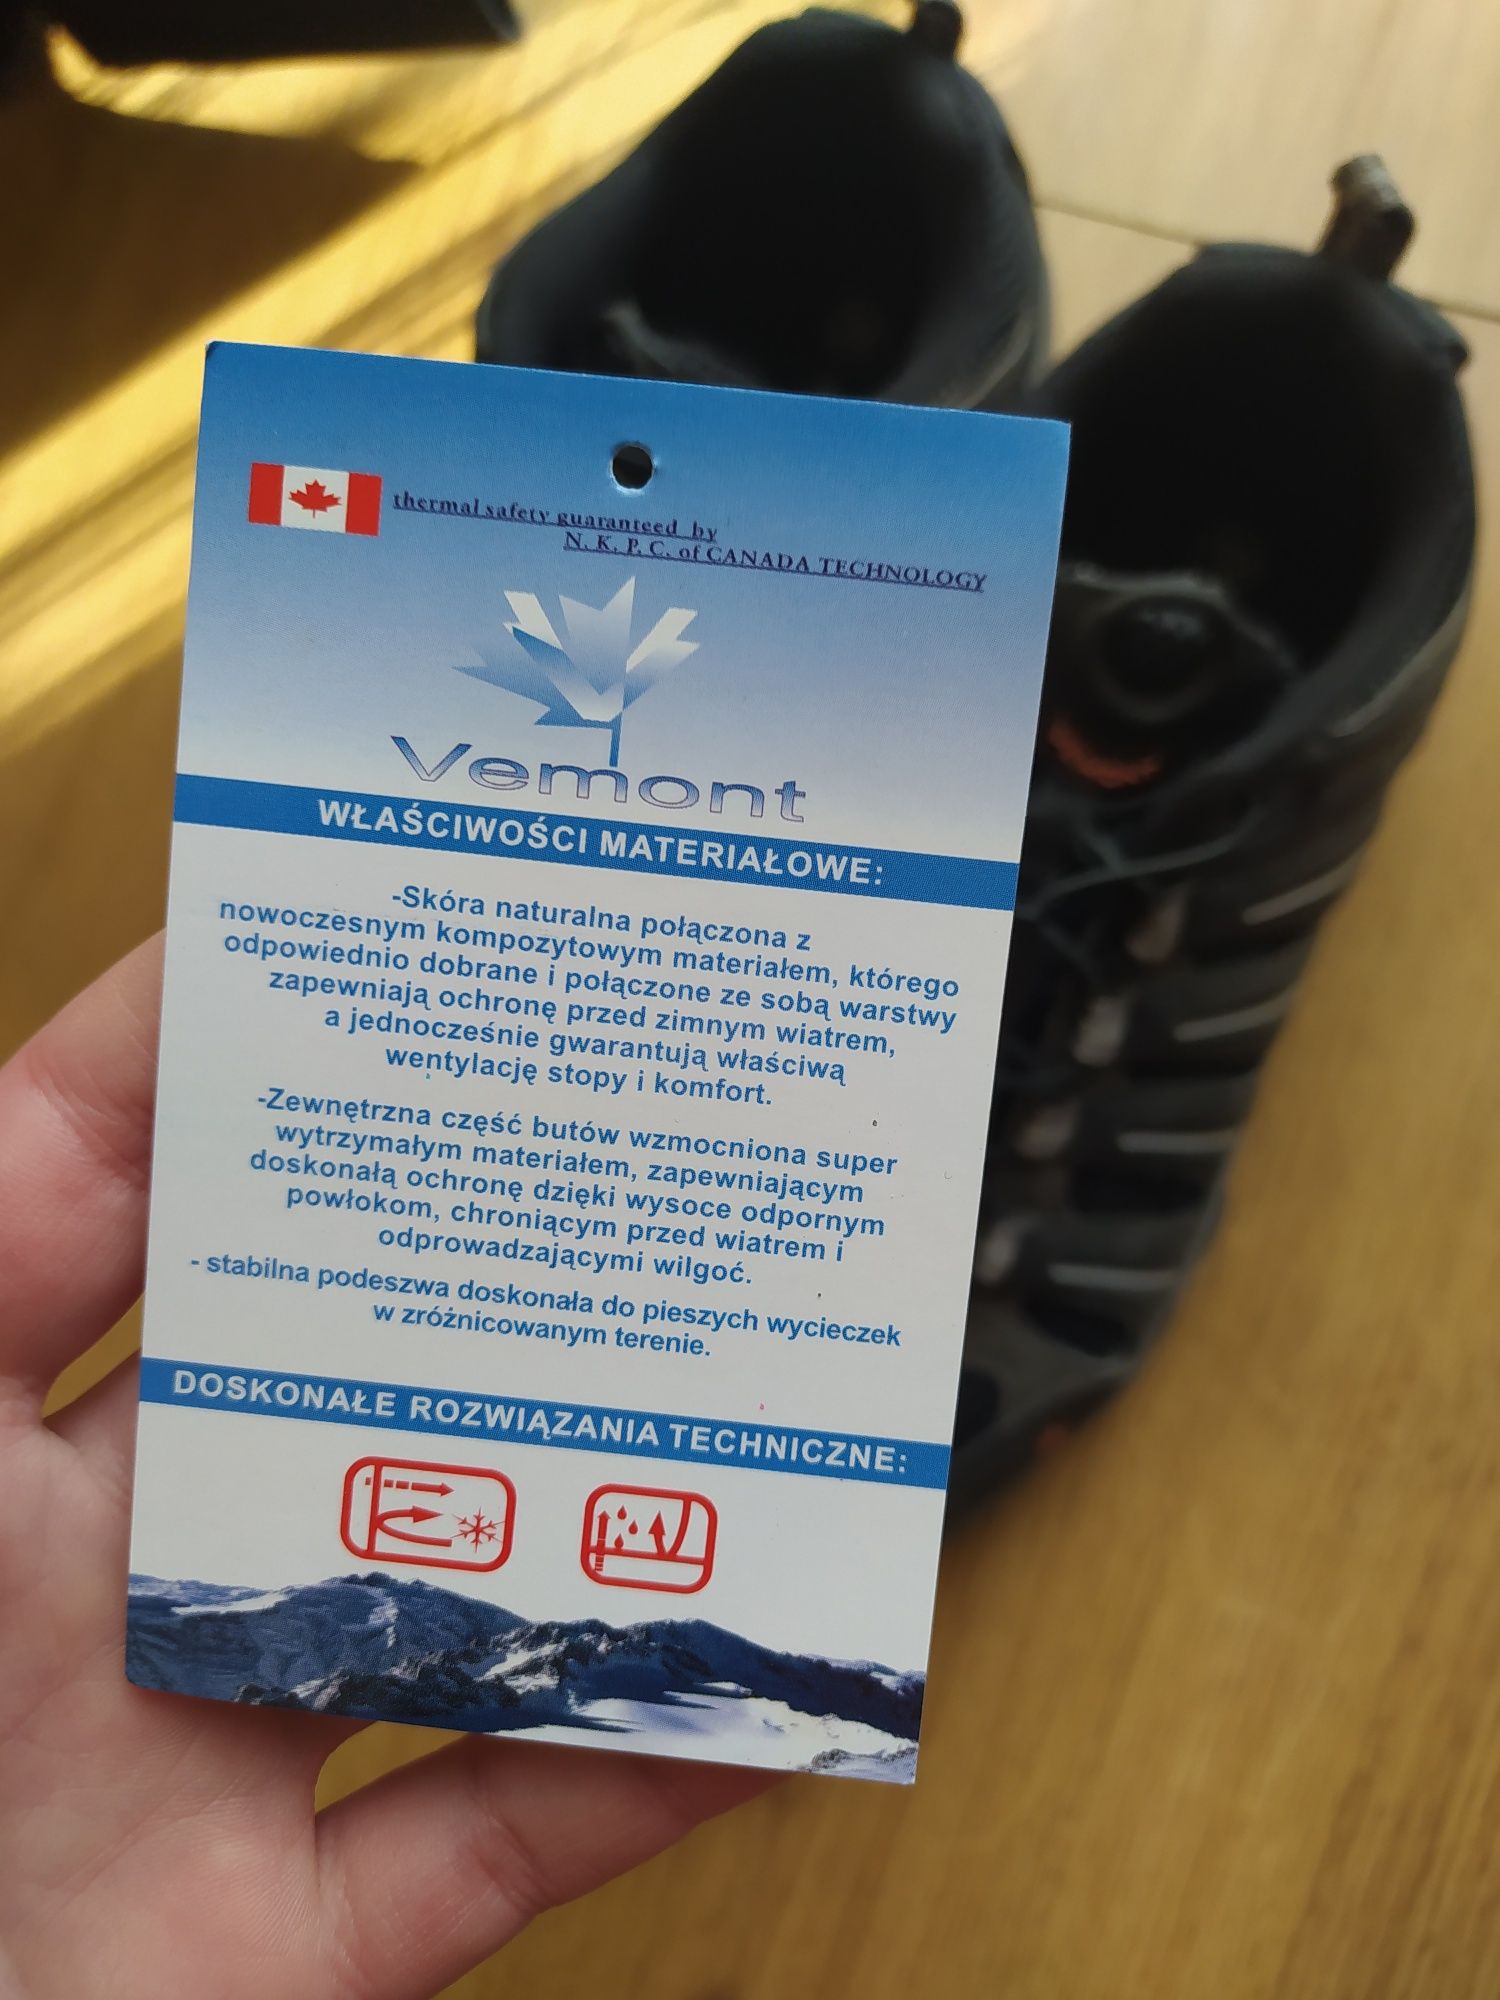 thermal safety guaranteed by
N. K. P. C. of CANADA TECHNOLOGY
Vemont
WŁAŚCIWOŚCI MATERIAŁOWE:
-Skóra naturalna połączona z
nowoczesnym kompozytowym materiałem, którego
odpowiednio dobrane i połączone ze sobą warstwy
zapewniają ochronę przed zimnym wiatrem,
a jednocześnie gwarantują właściwą
wentylację stopy i komfort.
-Zewnętrzna część butów wzmocniona super
wytrzymałym materiałem, zapewniającym
doskonałą ochronę dzięki wysoce odpornym
powłokom, chroniącym przed wiatrem i
odprowadzającymi wilgoć.
- stabilna podeszwa doskonała do pieszych wycieczek
w zróżnicowanym terenie.
DOSKONAŁE ROZWIĄZANIA TECHNICZNE: